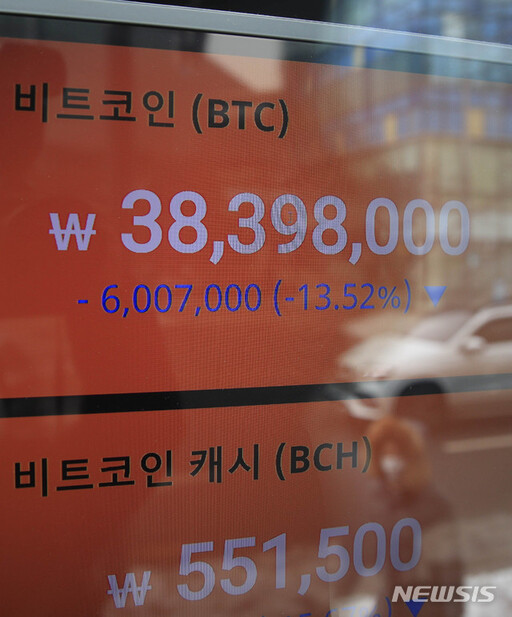 비트코인 (BTC)
₩ 38,398,000
- 6,007,000 (-13.52%) ▼
비트코인 캐시 (BCH)
₩ 551,500
NEWSIS